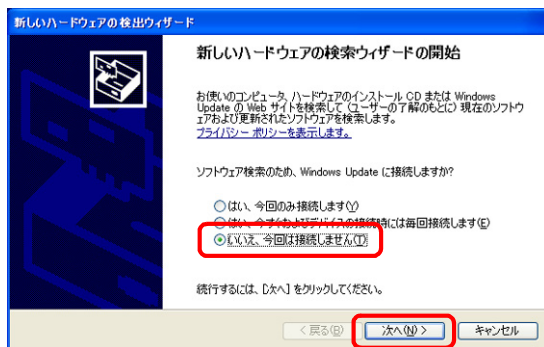 新しいハードウェアの検出ウィザード
新しいハードウェアの検索ウィザードの開始
お使いのコンピュータ、ハードウェアのインストール CD または Windows
Update の Web サイトを検索して (ユーザーの了解のもとに) 現在のソフトウ
ェアおよび更新されたソフトウェアを検索します。
プライバシー ポリシーを表示します。
ソフトウェア検索のため、Windows Update に接続しますか?
はい、今回のみ接続します(Y)
はい、今すぐおよびデバイスの接続時には毎回接続します(E)
いいえ、今回は接続しません(T)
続行するには、[次へ] をクリックしてください。
< 戻る(B)
次へ(N) >
キャンセル